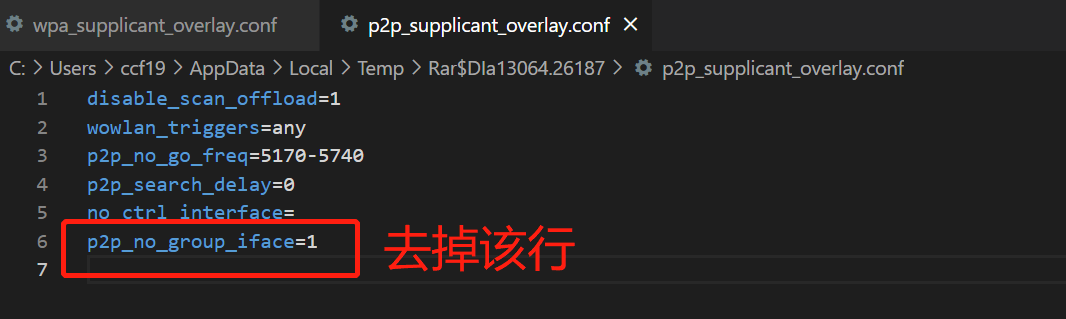 wpa_supplicant_overlay.conf p2p_supplicant_overlay.conf ×
C: > Users > ccf19 > AppData > Local > Temp > Rar$DIa13064.26187 > p2p_supplicant_overlay.conf
1 disable_scan_offload=1
2 wowlan_triggers=any
3 p2p_no_go_freq=5170-5740
4 p2p_search_delay=0
5 no_ctrl_interface=
6 p2p_no_group_iface=1 去掉该行
7